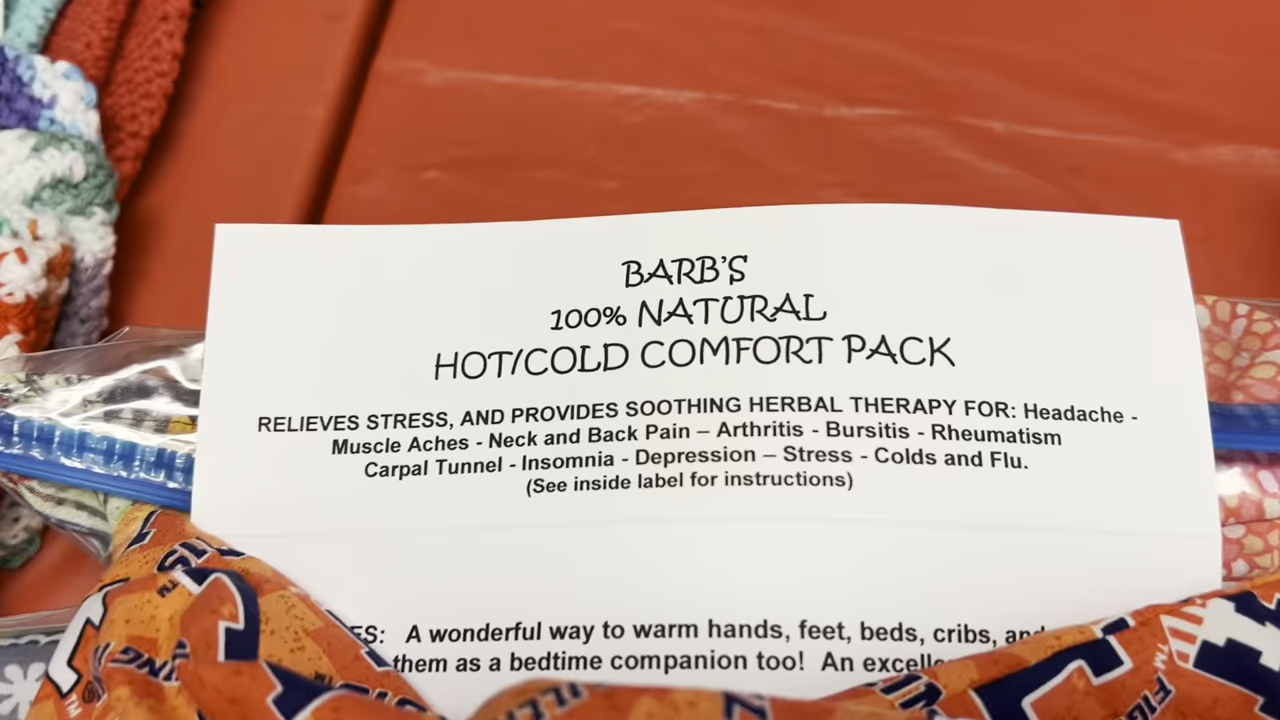 BARB'S
100% NATURAL
HOT/COLD COMFORT PACK
RELIEVES STRESS, AND PROVIDES SOOTHING HERBAL THERAPY FOR: Headache -
Muscle Aches - Neck and Back Pain – Arthritis - Bursitis - Rheumatism
Carpal Tunnel - Insomnia - Depression – Stress - Colds and Flu.
(See inside label for instructions)
A wonderful way to warm hands, feet, beds, cribs,
them as a bedtime companion too! An